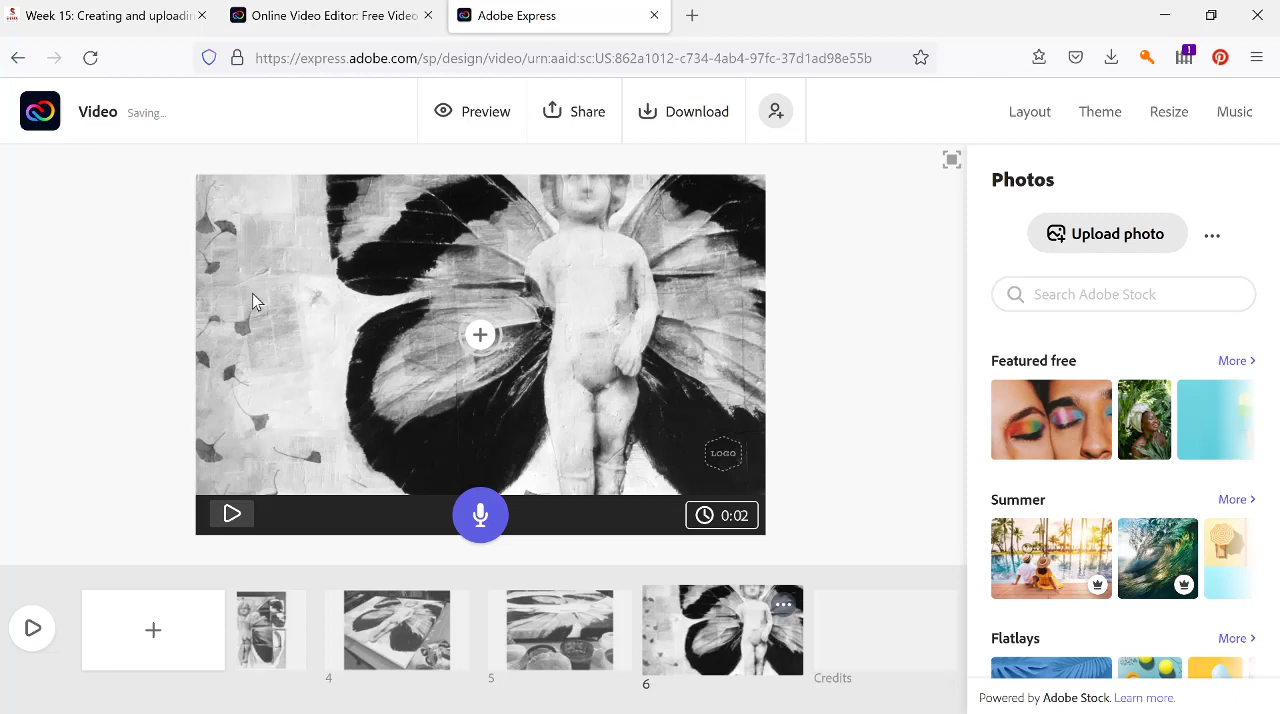 Week 15: Creating and uploadin
Online Video Editor: Free Video
Adobe Express
https://express.adobe.com/sp/design/video/urn:aaid:sc:US:862a1012-c734-4ab4-97fc-37d1ad98e55b
1
Video
Saving...
Preview
Share
Download
Layout
Theme
Resize
Music
Photos
Upload photo
Search Adobe Stock
Featured free
More >
LOGO
0:02
Summer
More >
Flatlays
More >
4
5
6
Credits
Powered by Adobe Stock. Learn more.